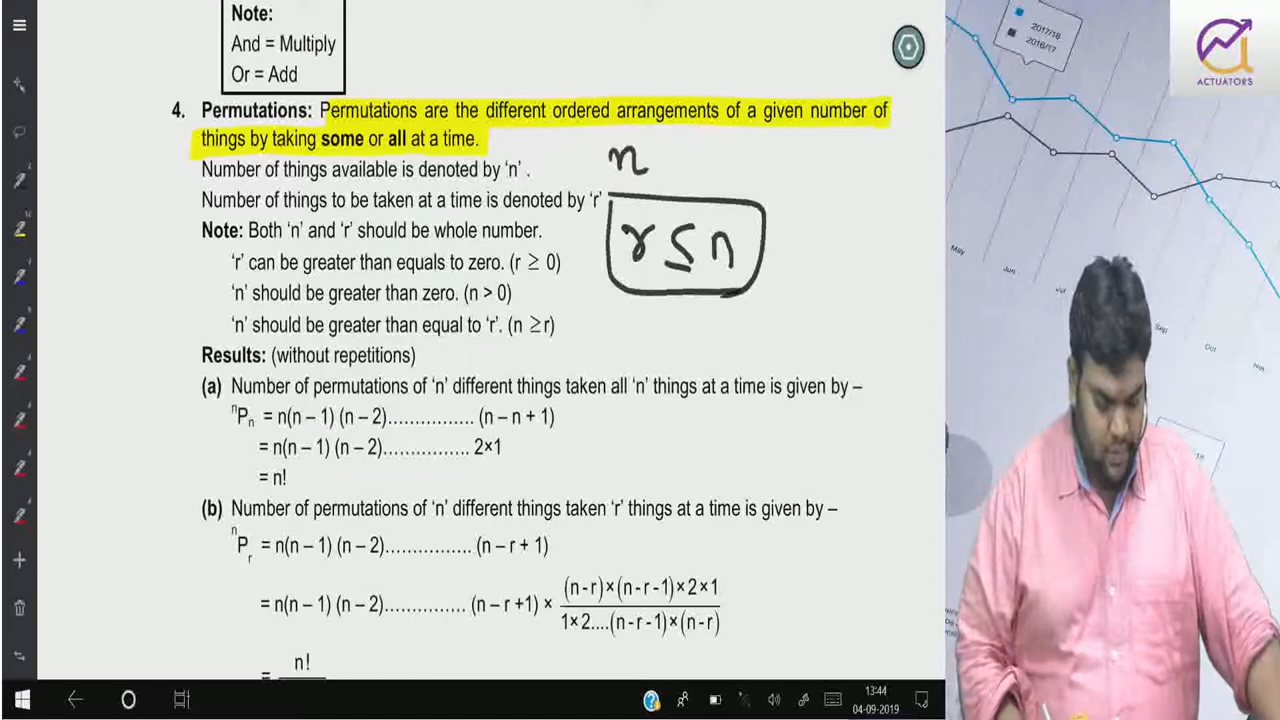 Note:
And = Multiply
Or = Add
4. Permutations: Permutations are the different ordered arrangements of a given number of
things by taking some or all at a time.
n
Number of things available is denoted by ‘n’ .
Number of things to be taken at a time is denoted by ‘r’
r ≤ n
Note: Both ‘n’ and ‘r’ should be whole number.
‘r’ can be greater than equals to zero. (r ≥ 0)
‘n’ should be greater than zero. (n > 0)
‘n’ should be greater than equal to ‘r’. (n ≥r)
Results: (without repetitions)
(a) Number of permutations of ‘n’ different things taken all ‘n’ things at a time is given by –
ⁿPₙ = n(n – 1) (n – 2)................ (n – n + 1)
= n(n – 1) (n – 2)................ 2×1
= n!
(b) Number of permutations of ‘n’ different things taken ‘r’ things at a time is given by –
ⁿPᵣ = n(n – 1) (n – 2)................ (n – r + 1)
= n(n – 1) (n – 2)............... (n – r +1) × (n-r)×(n-r-1)×2×1
1×2....(n-r-1)×(n-r)
= n!
13:44
04-09-2019
2017/18
2016/17
ACTUATORS
May
Jun
Jul
Sep
Oct
Nov